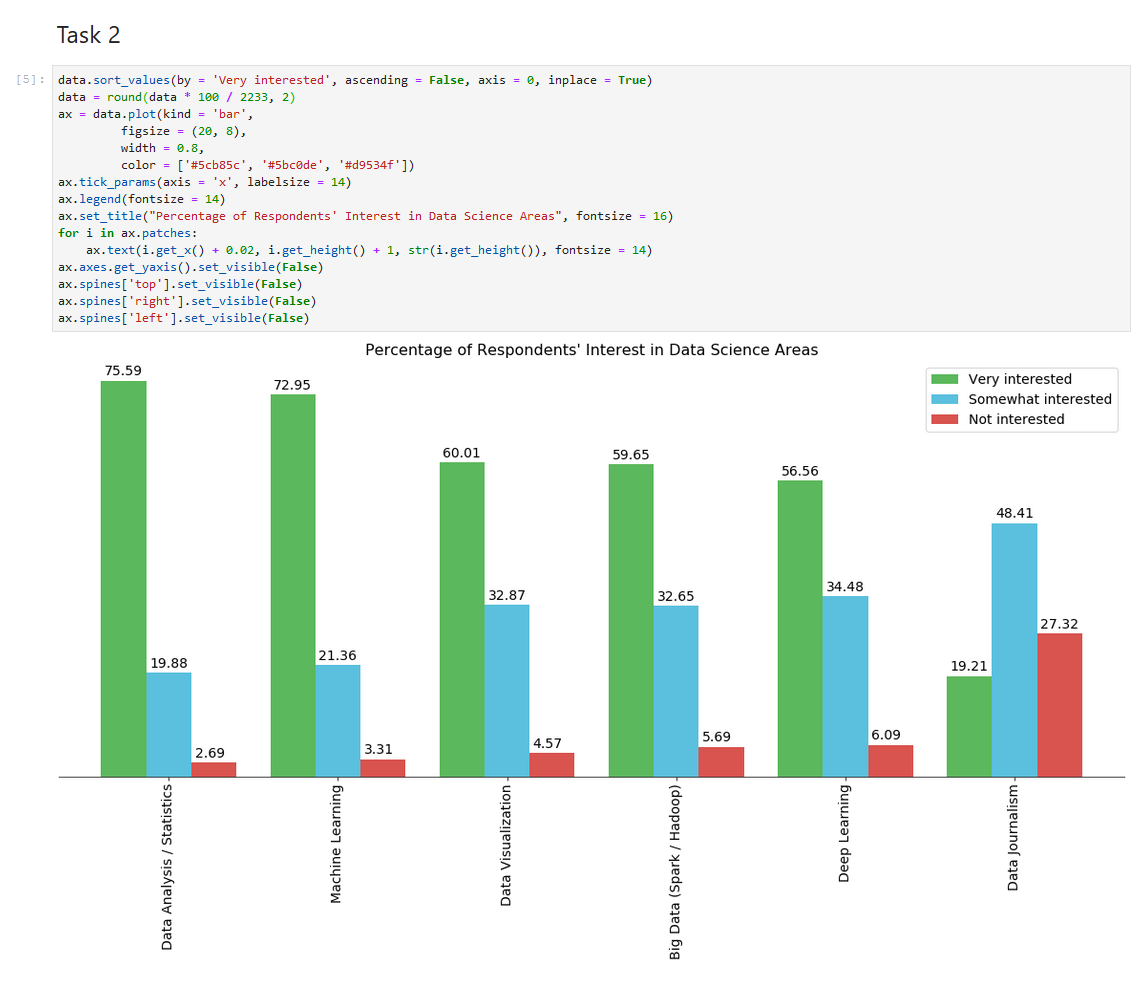 Task 2
[5]:
data.sort_values(by = 'Very interested', ascending = False, axis = 0, inplace = True)
data = round(data * 100 / 2233, 2)
ax = data.plot(kind = 'bar',
         figsize = (20, 8),
         width = 0.8,
         color = ['#5cb85c', '#5bc0de', '#d9534f'])
ax.tick_params(axis = 'x', labelsize = 14)
ax.legend(fontsize = 14)
ax.set_title("Percentage of Respondents' Interest in Data Science Areas", fontsize = 16)
for i in ax.patches:
    ax.text(i.get_x() + 0.02, i.get_height() + 1, str(i.get_height()), fontsize = 14)
ax.axes.get_yaxis().set_visible(False)
ax.spines['top'].set_visible(False)
ax.spines['right'].set_visible(False)
ax.spines['left'].set_visible(False)
Percentage of Respondents' Interest in Data Science Areas
Very interested
Somewhat interested
Not interested
75.59
19.88
2.69
72.95
21.36
3.31
60.01
32.87
4.57
59.65
32.65
5.69
56.56
34.48
6.09
19.21
48.41
27.32
Data Analysis / Statistics
Machine Learning
Data Visualization
Big Data (Spark / Hadoop)
Deep Learning
Data Journalism